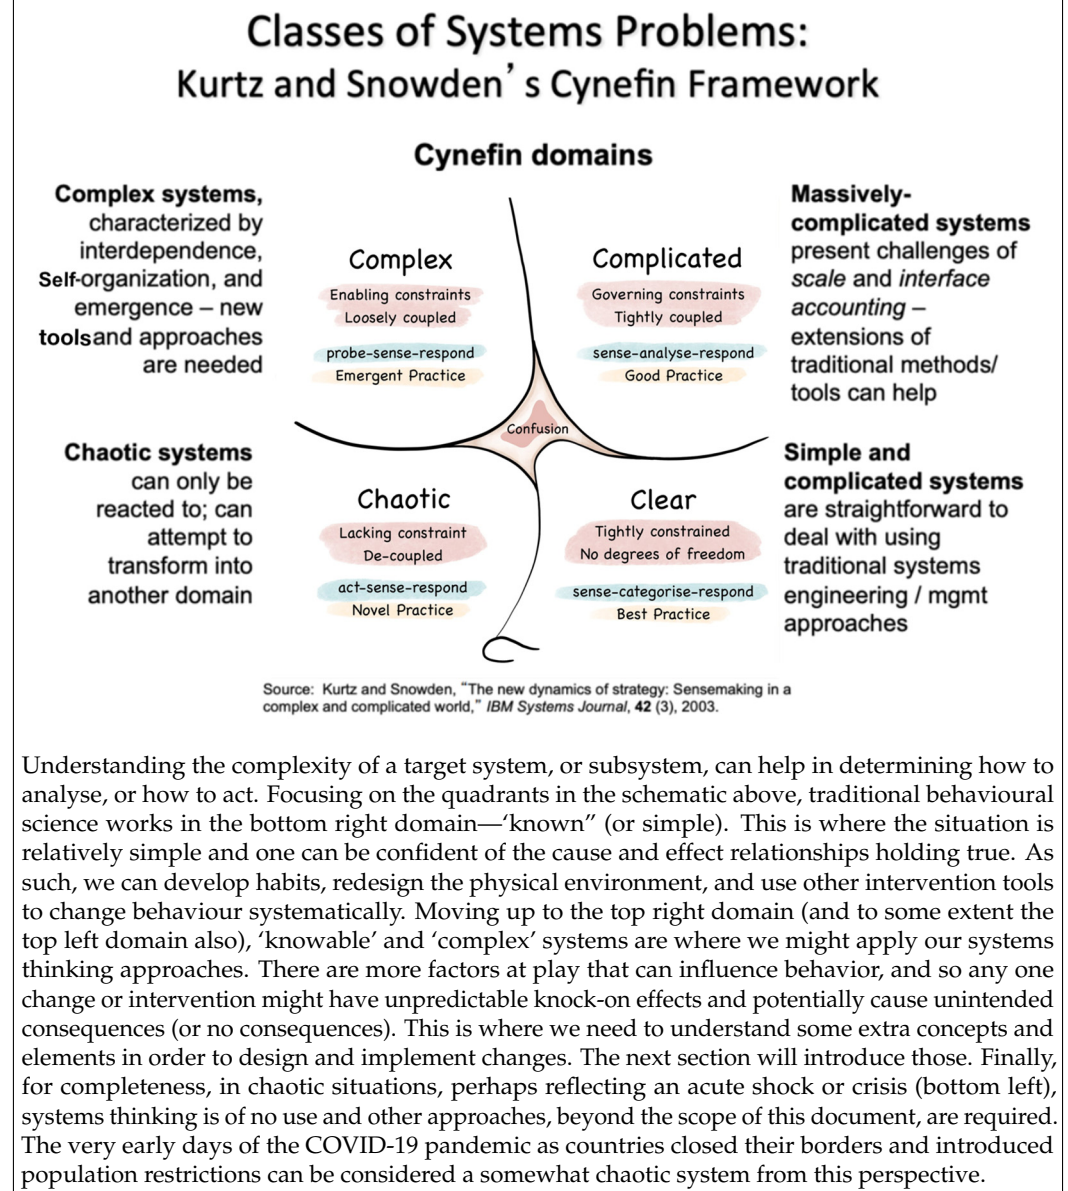 Classes of Systems Problems:
Kurtz and Snowden's Cynefin Framework
Cynefin domains
Complex systems,
characterized by
interdependence,
Self-organization, and
emergence – new
toolsand approaches
are needed
Complex
Enabling constraints
Loosely coupled
probe-sense-respond
Emergent Practice
Complicated
Governing constraints
Tightly coupled
sense-analyse-respond
Good Practice
Massively-
complicated systems
present challenges of
scale and interface
accounting –
extensions of
traditional methods/
tools can help
Confusion
Chaotic systems
can only be
reacted to; can
attempt to
transform into
another domain
Chaotic
Lacking constraint
De-coupled
act-sense-respond
Novel Practice
Clear
Tightly constrained
No degrees of freedom
sense-categorise-respond
Best Practice
Simple and
complicated systems
are straightforward to
deal with using
traditional systems
engineering / mgmt
approaches
Source: Kurtz and Snowden, "The new dynamics of strategy: Sensemaking in a
complex and complicated world," IBM Systems Journal, 42 (3), 2003.
Understanding the complexity of a target system, or subsystem, can help in determining how to
analyse, or how to act. Focusing on the quadrants in the schematic above, traditional behavioural
science works in the bottom right domain—'known" (or simple). This is where the situation is
relatively simple and one can be confident of the cause and effect relationships holding true. As
such, we can develop habits, redesign the physical environment, and use other intervention tools
to change behaviour systematically. Moving up to the top right domain (and to some extent the
top left domain also), 'knowable' and 'complex' systems are where we might apply our systems
thinking approaches. There are more factors at play that can influence behavior, and so any one
change or intervention might have unpredictable knock-on effects and potentially cause unintended
consequences (or no consequences). This is where we need to understand some extra concepts and
elements in order to design and implement changes. The next section will introduce those. Finally,
for completeness, in chaotic situations, perhaps reflecting an acute shock or crisis (bottom left),
systems thinking is of no use and other approaches, beyond the scope of this document, are required.
The very early days of the COVID-19 pandemic as countries closed their borders and introduced
population restrictions can be considered a somewhat chaotic system from this perspective.